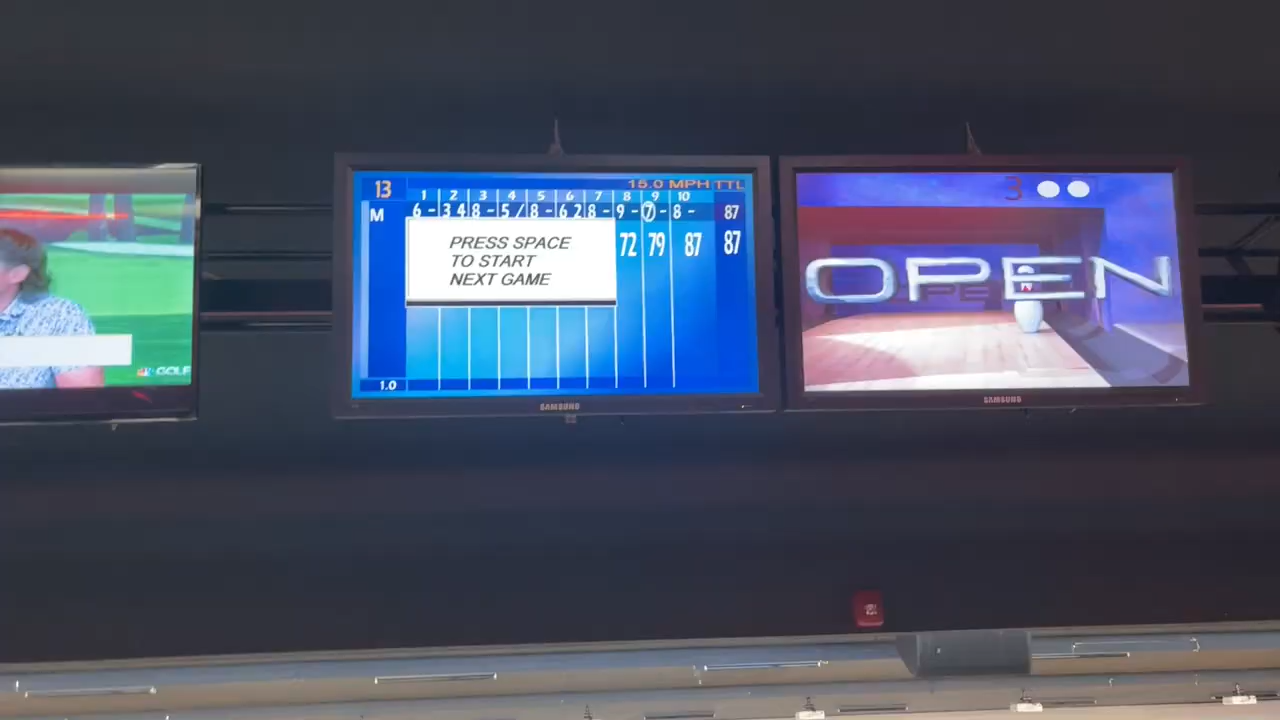 13
15.0 MPH TTL
1 2 3 4 5 6 7 8 9 10
M 6 - 3 4 8 - 5 / 8 - 6 2 8 - 9 - 7 - 8 - 87
PRESS SPACE
TO START
NEXT GAME
72 79 87 87
1.0
SAMSUNG
3
OPEN
SAMSUNG
GOLF